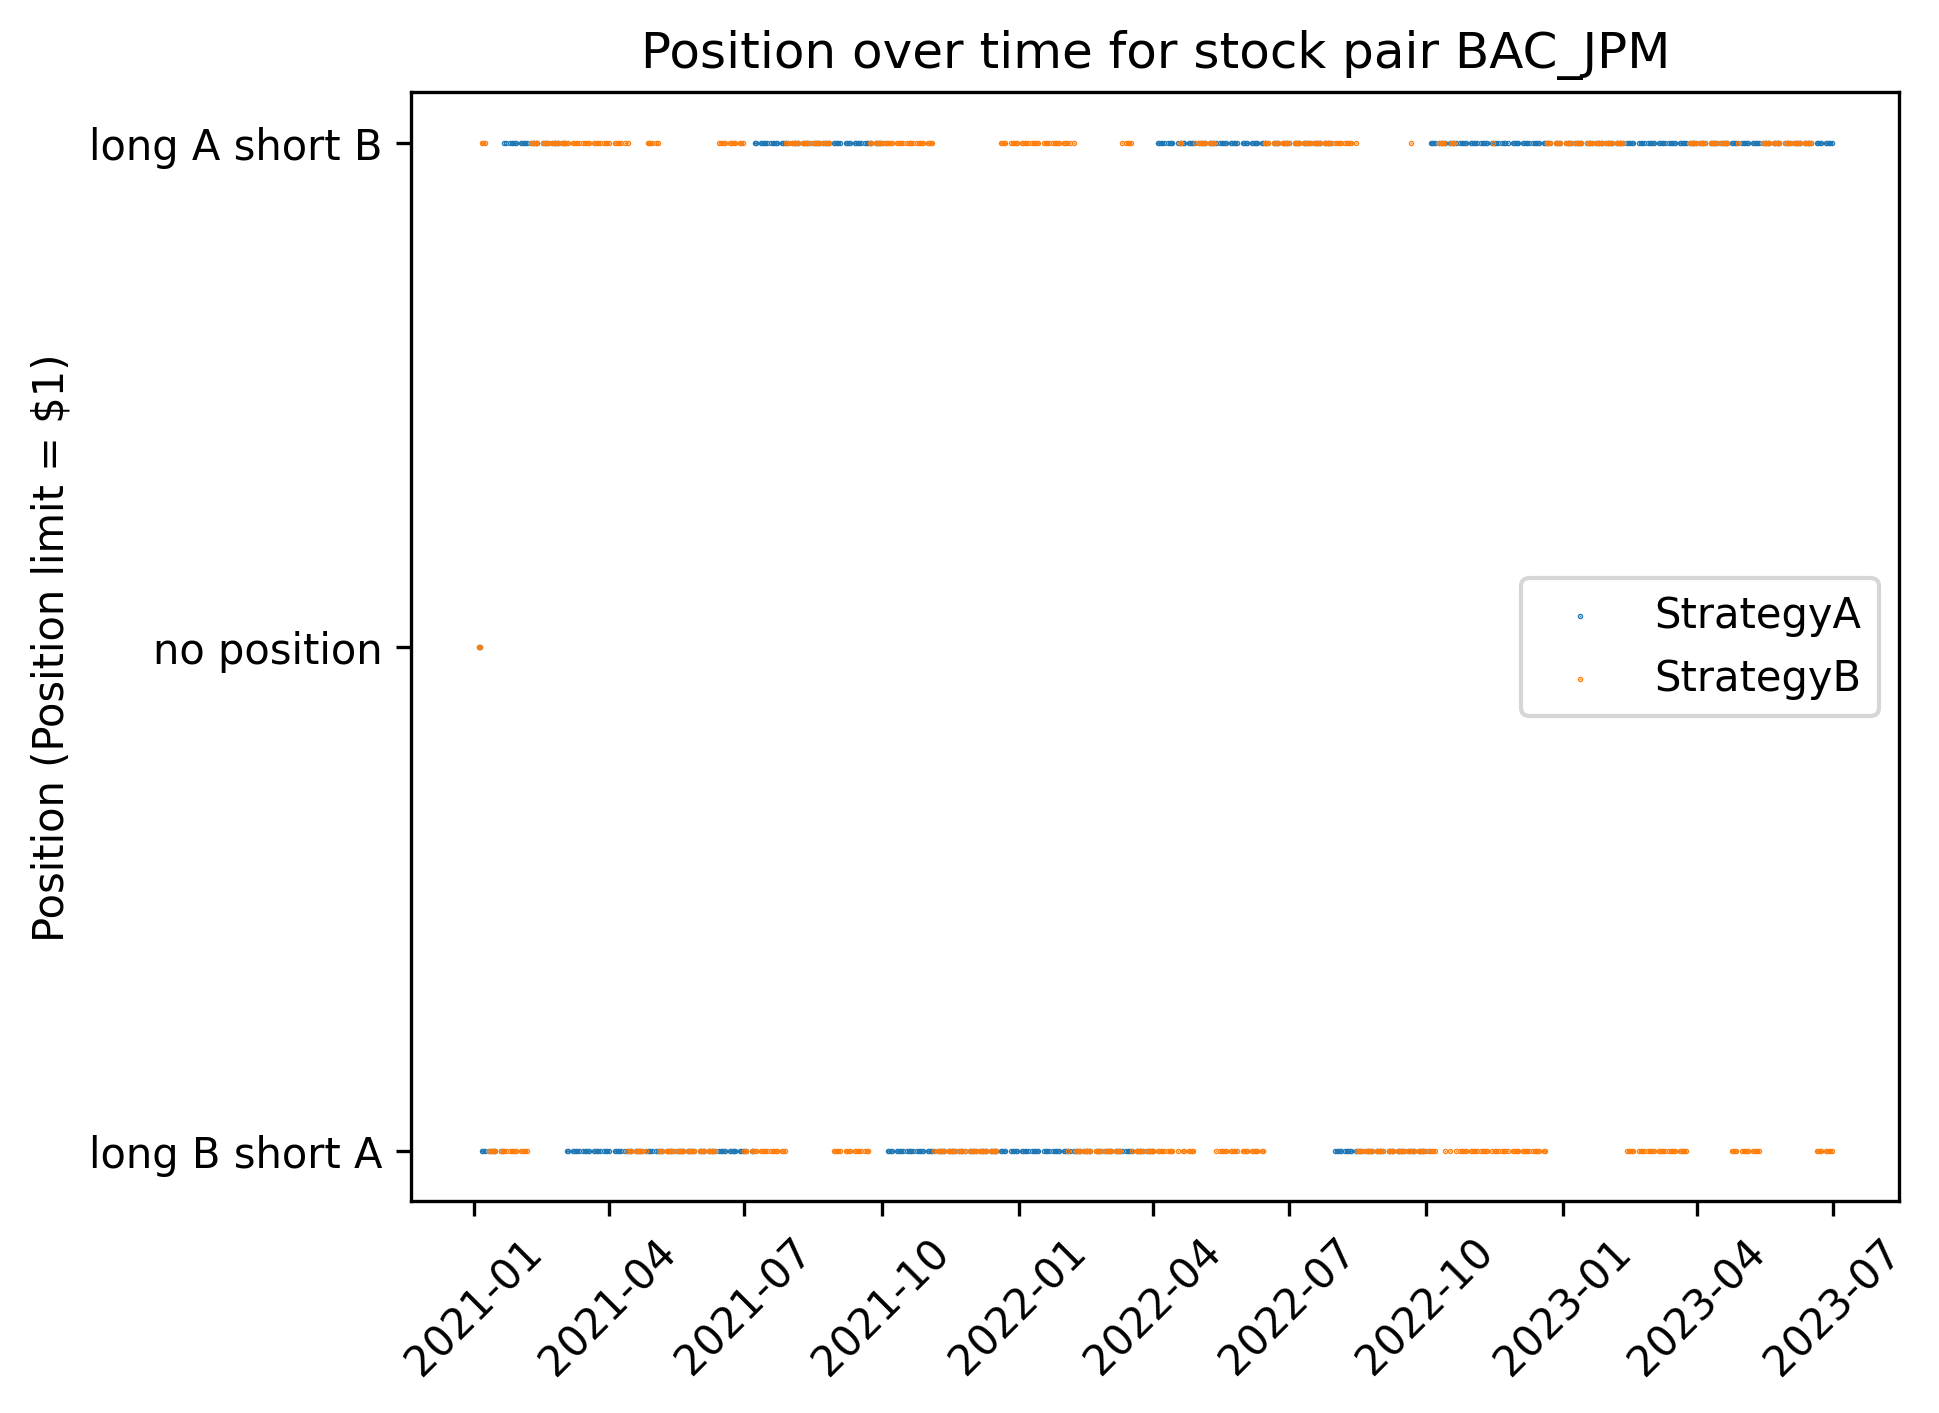 Position over time for stock pair BAC_JPM
long A short B
no position
long B short A
Position (Position limit = $1)
StrategyA
StrategyB
2021-01
2021-04
2021-07
2021-10
2022-01
2022-04
2022-07
2022-10
2023-01
2023-04
2023-07